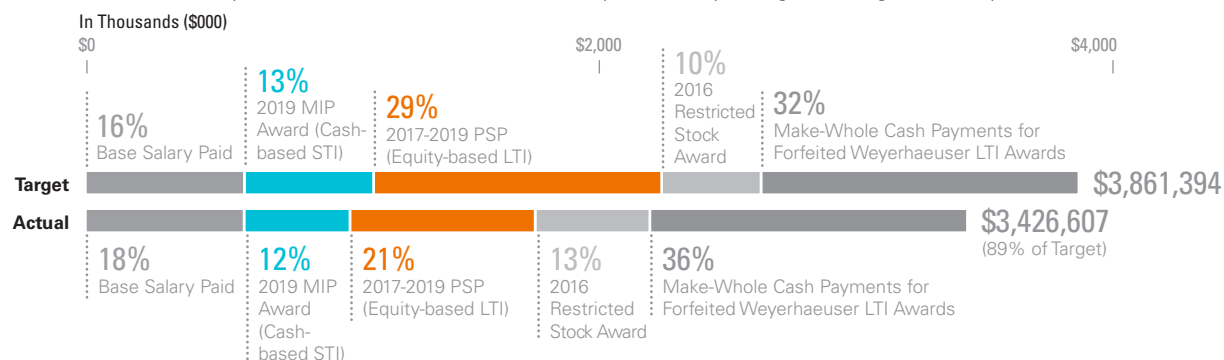 In Thousands ($000)
$0
$2,000
$4,000
16%
Base Salary Paid
13%
2019 MIP
Award (Cash-
based STI)
29%
2017-2019 PSP
(Equity-based LTI)
10%
2016
Restricted
Stock
Award
32%
Make-Whole Cash Payments for
Forfeited Weyerhaeuser LTI Awards
Target
$3,861,394
Actual
$3,426,607
(89% of Target)
18%
Base Salary Paid
12%
2019 MIP
Award
(Cash-
based STI)
21%
2017-2019 PSP
(Equity-based LTI)
13%
2016
Restricted
Stock Award
36%
Make-Whole Cash Payments for
Forfeited Weyerhaeuser LTI Awards